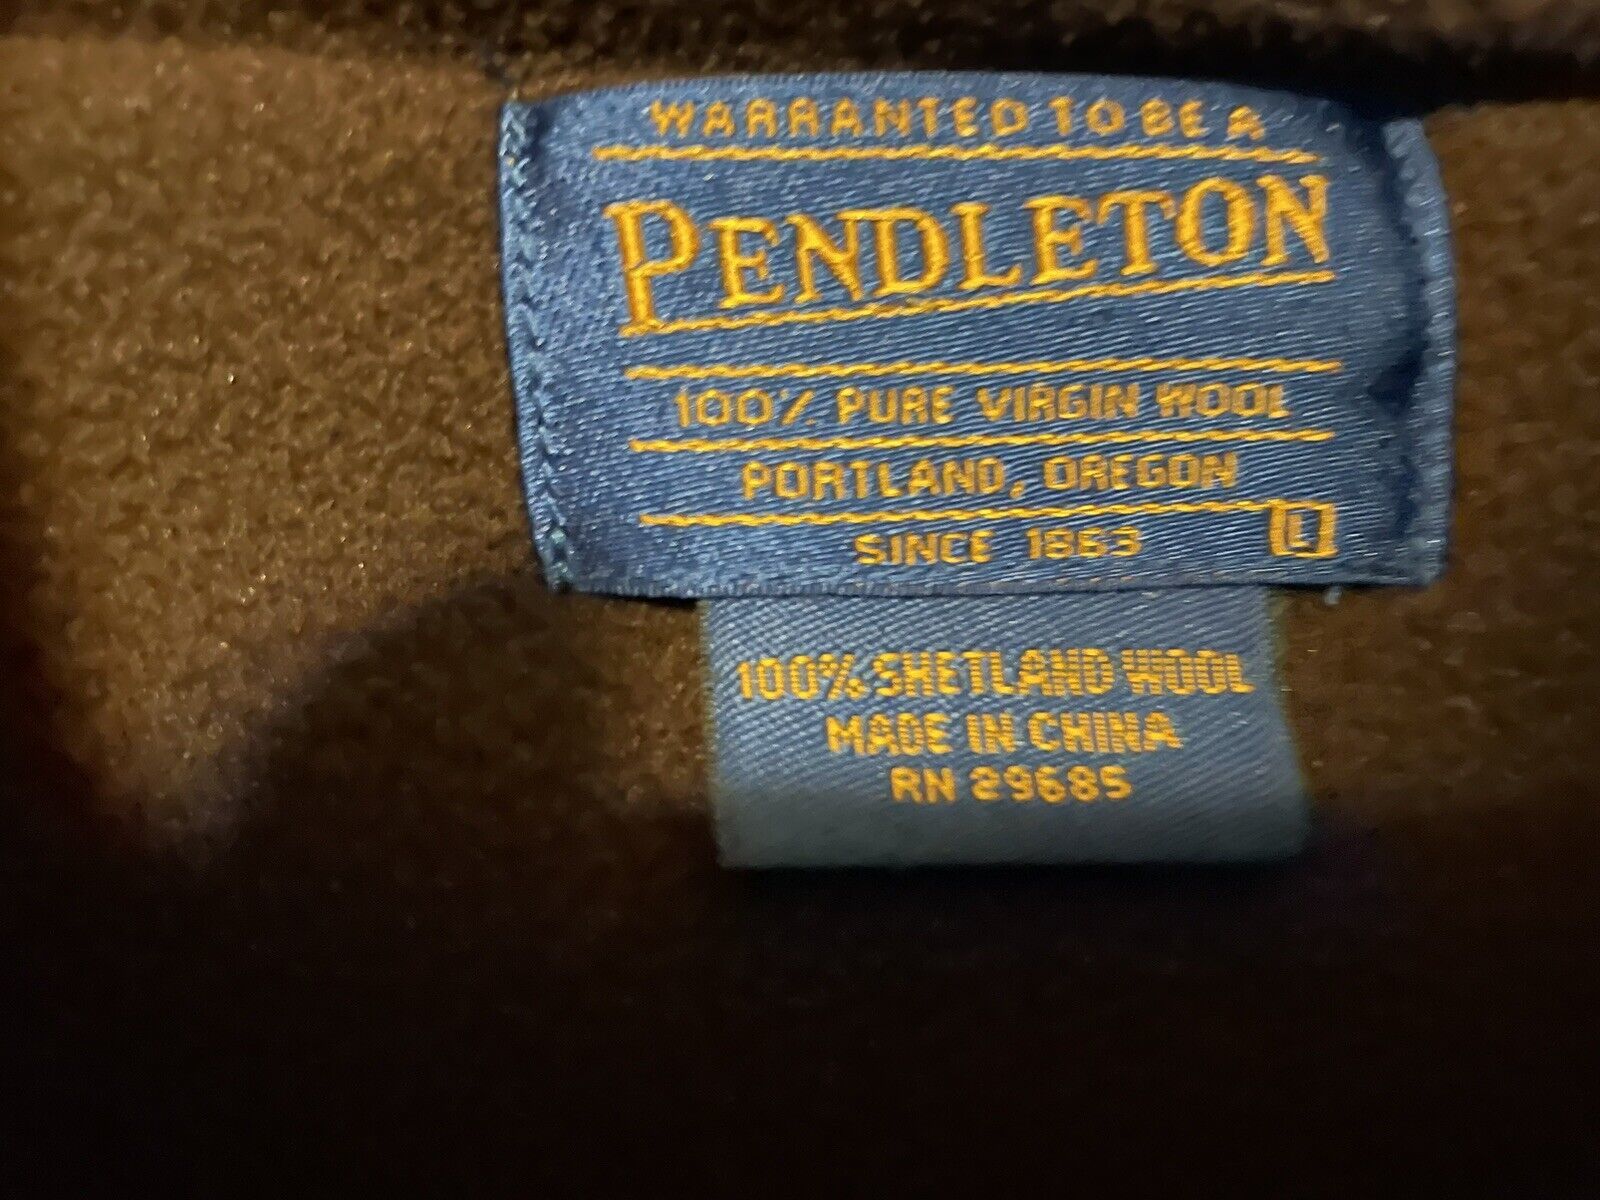 WARRANTED TO BE A
PENDLETON
100% PURE VIRGIN WOOL
PORTLAND, OREGON
SINCE 1863
L
100% SHETLAND WOOL
MADE IN CHINA
RN 29685